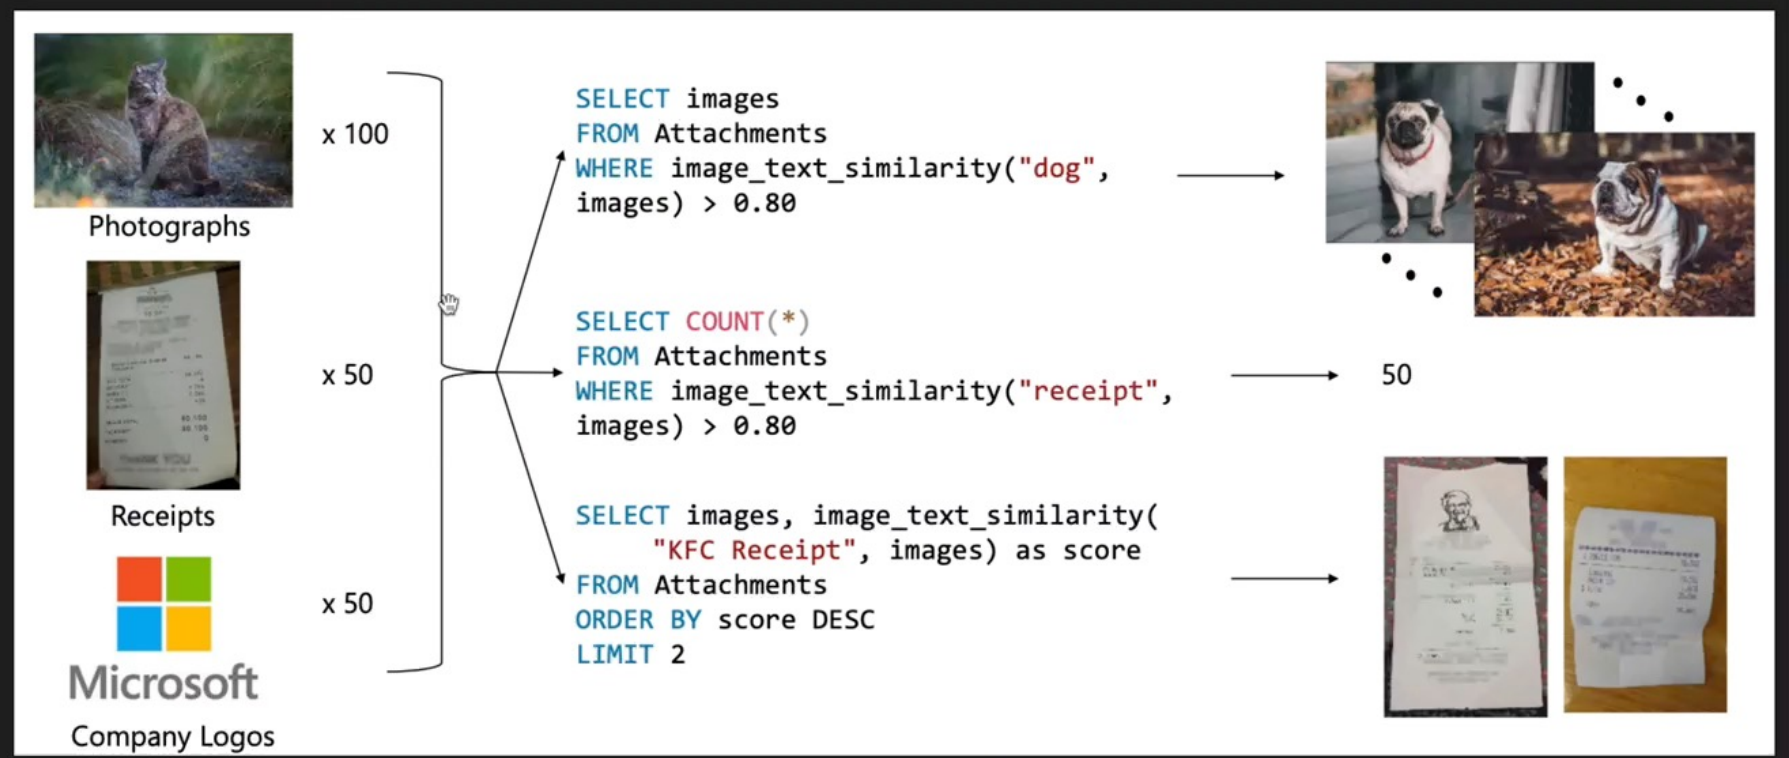 x 100
Photographs
x 50
Receipts
x 50
Microsoft
Company Logos
SELECT images
FROM Attachments
WHERE image_text_similarity("dog",
images) > 0.80
SELECT COUNT(*)
FROM Attachments
WHERE image_text_similarity("receipt",
images) > 0.80
SELECT images, image_text_similarity(
"KFC Receipt", images) as score
FROM Attachments
ORDER BY score DESC
LIMIT 2
50